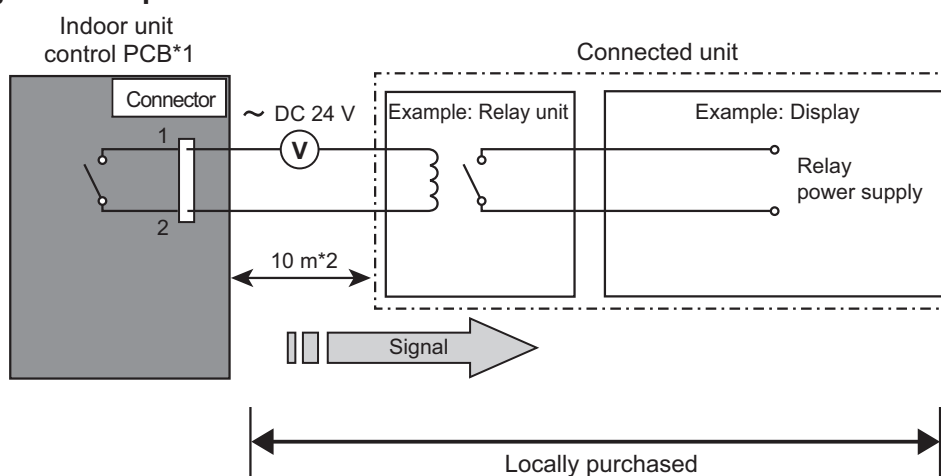 Indoor unit
control PCB*1
Connected unit
Connector
~ DC 24 V
Example: Relay unit
Example: Display
1
V
Relay
power supply
2
10 m*2
Signal
Locally purchased